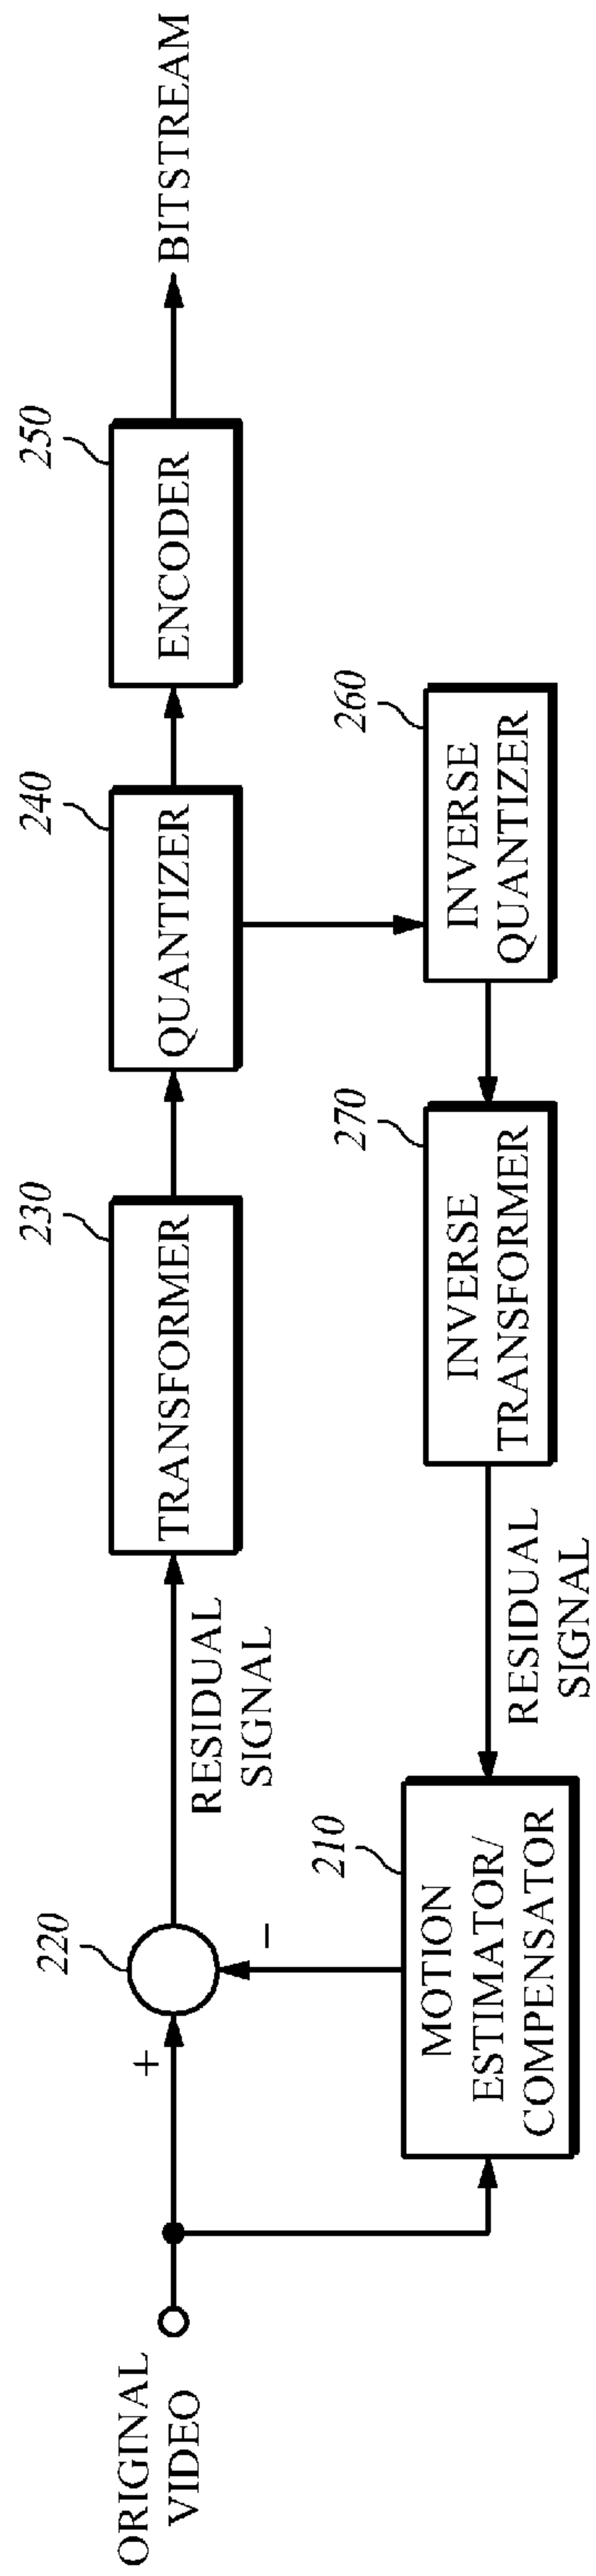 ORIGINAL
VIDEO
+
220
−
RESIDUAL
SIGNAL
230
TRANSFORMER
240
QUANTIZER
250
ENCODER
BITSTREAM
210
MOTION
ESTIMATOR/
COMPENSATOR
RESIDUAL
SIGNAL
270
INVERSE
TRANSFORMER
260
INVERSE
QUANTIZER